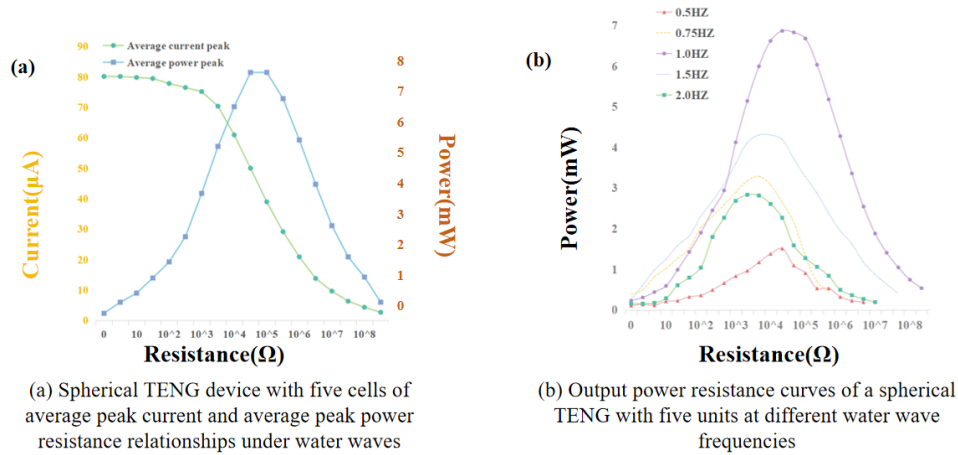 (a)
Average current peak
Average power peak
90
80
70
60
50
40
30
20
10
0
Current(μA)
8
7
6
5
4
3
2
1
0
Power(mW)
0 10 10^2 10^3 10^4 10^5 10^6 10^7 10^8
Resistance(Ω)
(a) Spherical TENG device with five cells of
average peak current and average peak power
resistance relationships under water waves
(b)
0.5HZ
0.75HZ
1.0HZ
1.5HZ
2.0HZ
7
6
5
4
3
2
1
0
Power(mW)
0 10 10^2 10^3 10^4 10^5 10^6 10^7 10^8
Resistance(Ω)
(b) Output power resistance curves of a spherical
TENG with five units at different water wave
frequencies